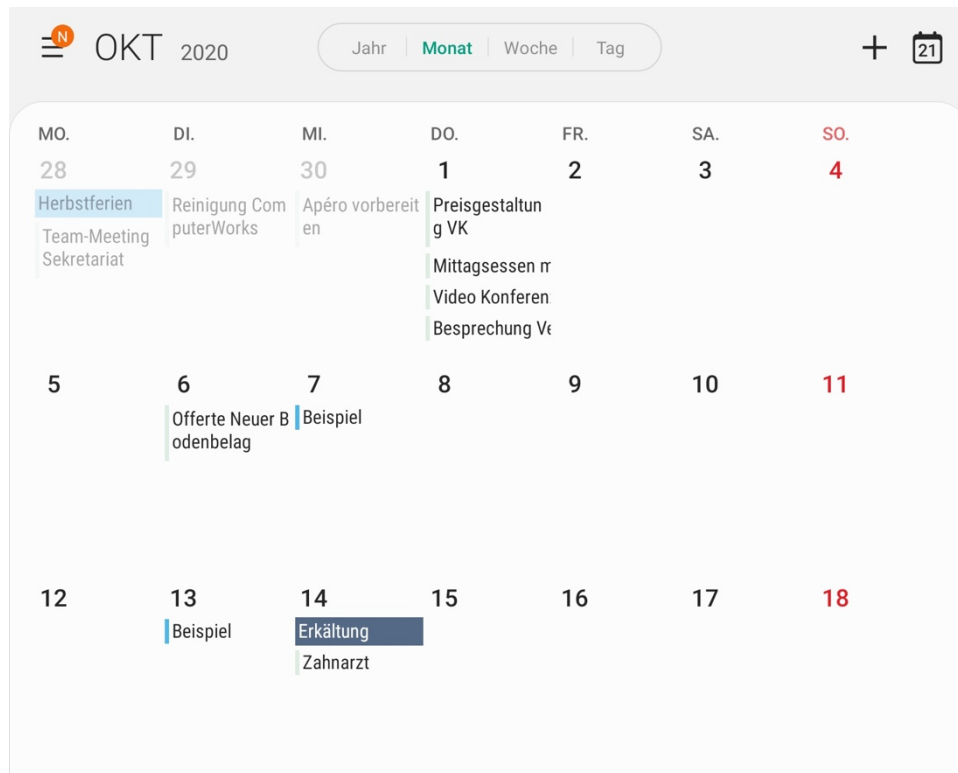 N
OKT 2020
Jahr Monat Woche Tag
21
MO. DI. MI. DO. FR. SA. SO.
28 29 30 1 2 3 4
Herbstferien
Team-Meeting
Sekretariat
Reinigung Com
puterWorks
Apéro vorbereit
en
Preisgestaltun
g VK
Mittagsessen m
Video Konferen
Besprechung Ve
5 6 7 8 9 10 11
Offerte Neuer B
odenbelag
Beispiel
12 13 14 15 16 17 18
Beispiel
Erkältung
Zahnarzt